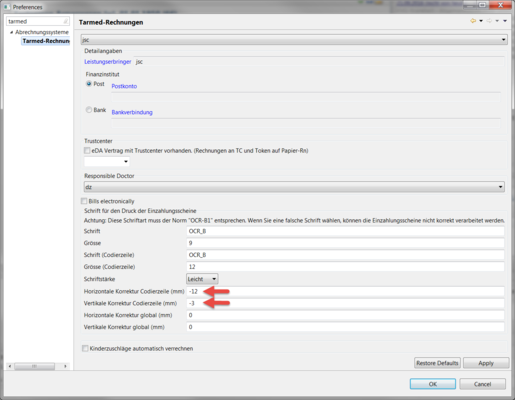 Preferences
tarmed
Tarmed-Rechnungen
Abrechnungssysteme
Tarmed-Rechnun
jsc
Detailangaben
Leistungserbringer jsc
Finanzinstitut
Post Postkonto
Bank Bankverbindung
Trustcenter
eDA Vertrag mit Trustcenter vorhanden. (Rechnungen an TC und Token auf Papier-Rn)
Responsible Doctor
dz
Bills electronically
Schrift für den Druck der Einzahlungsscheine
Achtung: Diese Schriftart muss der Norm "OCR-B1" entsprechen. Wenn Sie eine falsche Schrift wählen, können die Einzahlungsscheine nicht korrekt verarbeitet werden.
Schrift OCR_B
Grösse 9
Schrift (Codierzeile) OCR_B
Grösse (Codierzeile) 12
Schriftstärke Leicht
Horizontale Korrektur Codierzeile (mm) -12
Vertikale Korrektur Codierzeile (mm) -3
Horizontale Korrektur global (mm) 0
Vertikale Korrektur global (mm) 0
Kinderzuschläge automatisch verrechnen
Restore Defaults Apply
OK Cancel